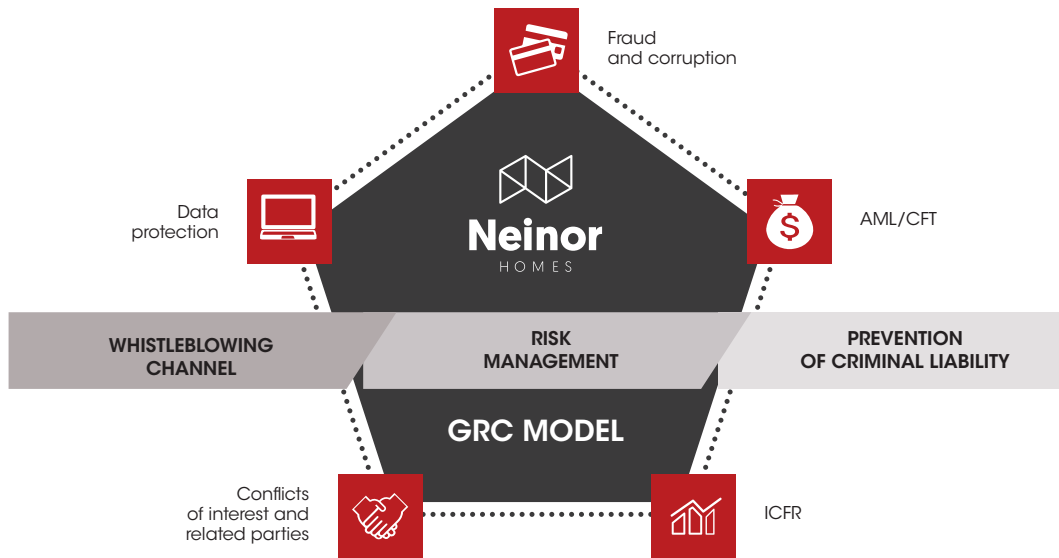 Fraud
and corruption
Data
protection
Neinor
HOMES
$
AML/CFT
WHISTLEBLOWING
CHANNEL
RISK
MANAGEMENT
PREVENTION
OF CRIMINAL LIABILITY
GRC MODEL
Conflicts
of interest and
related parties
ICFR